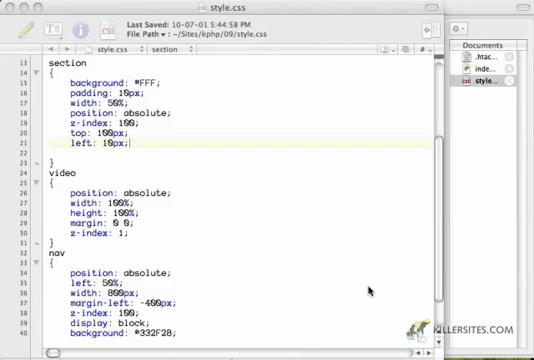 style.css
Last Saved: 10-07-01 5:44:58 PM
File Path ▾: ~/Sites/kphp/09/style.css
style.css
section
#
Documents
.htac...
inde...
style...
13 section
14 {
15 background: #FFF;
16 padding: 10px;
17 width: 50%;
18 position: absolute;
19 z-index: 100;
20 top: 100px;
21 left: 10px;
22
23 }
24 video
25 {
26 position: absolute;
27 width: 100%;
28 height: 100%;
29 margin: 0 0;
30 z-index: 1;
31 }
32 nav
33 {
34 position: absolute;
35 left: 50%;
36 width: 800px;
37 margin-left: -400px;
38 z-index: 100;
39 display: block;
40 background: #332F28;
KILLERSITES.COM